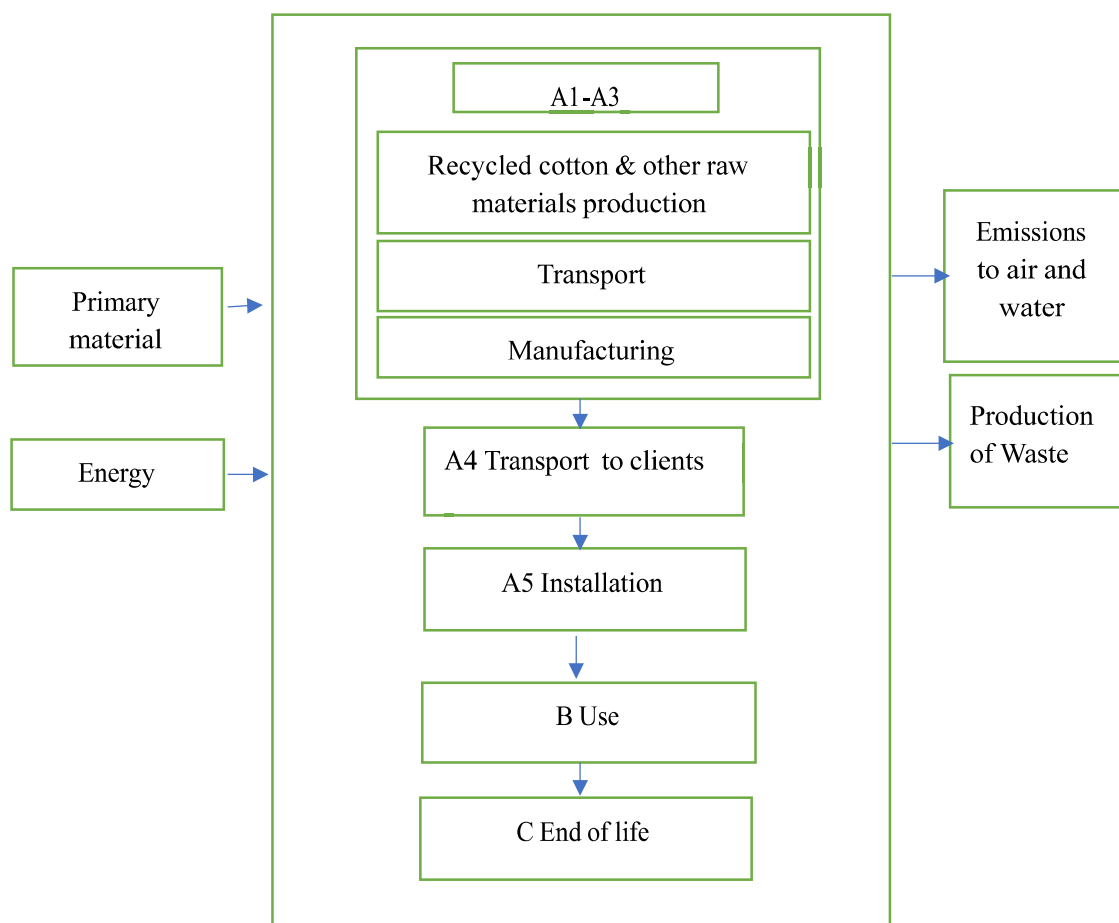 A1-A3
Recycled cotton & other raw
materials production
Transport
Manufacturing
Primary
material
Energy
A4 Transport to clients
A5 Installation
B Use
C End of life
Emissions
to air and
water
Production
of Waste